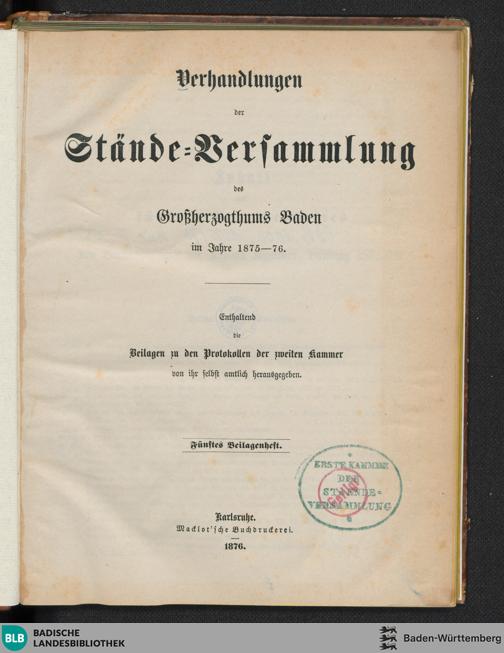 Verhandlungen
der
Stände-Versammlung
des
Großherzogthums Baden
im Jahre 1875—76.
Enthaltend
die
Beilagen zu den Protokollen der zweiten Kammer
von ihr selbst amtlich herausgegeben.
Fünftes Beilagenheft.
ERSTE KAMMER
DER
STAENDE-
VERSAMMLUNG
Karlsruhe.
Macklot'sche Buchdruckerei.
1876.
BLB
BADISCHE
LANDESBIBLIOTHEK
Baden-Württemberg